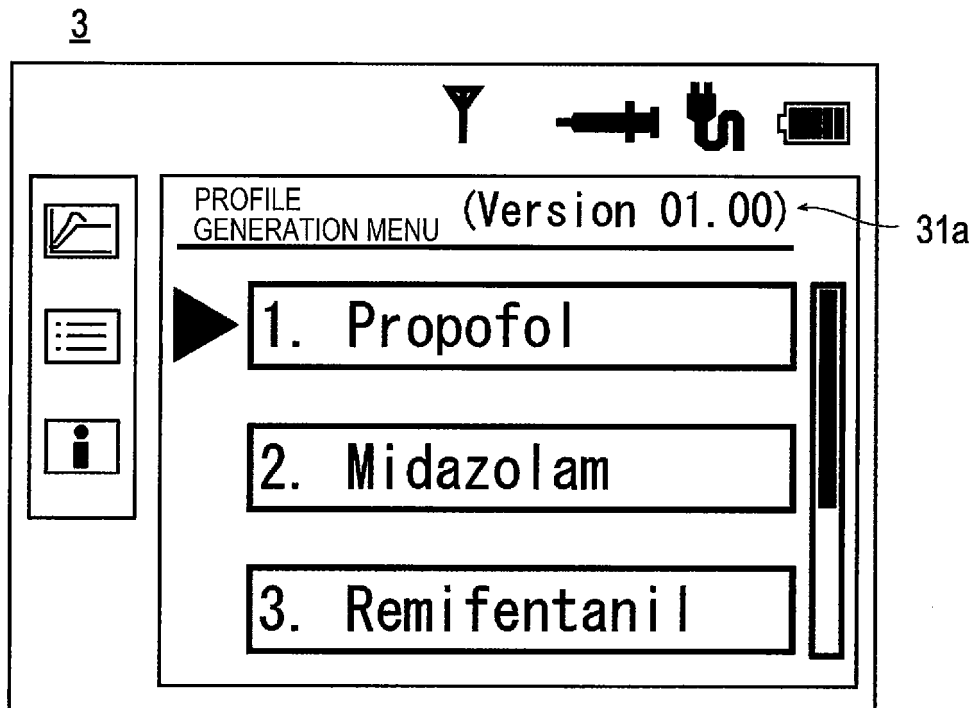 3
PROFILE
GENERATION MENU (Version 01.00)
31a
1. Propofol
2. Midazolam
3. Remifentanil